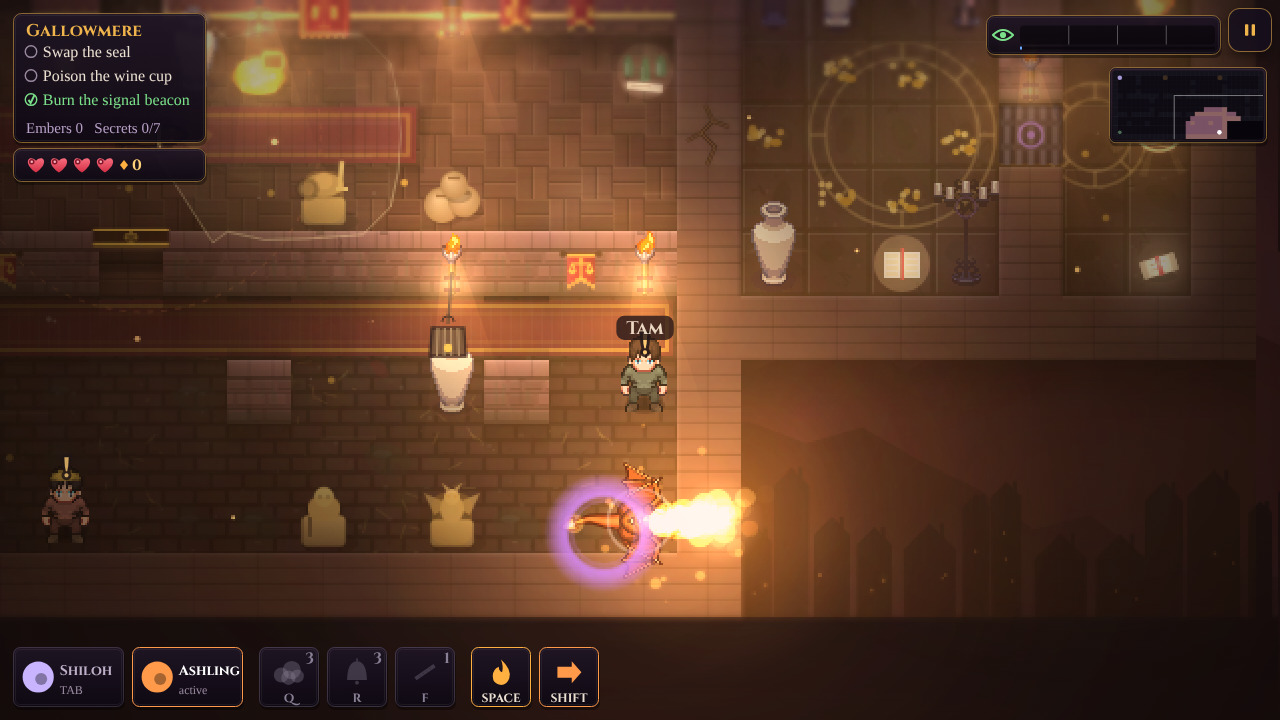 Gallowmere
Swap the seal
Poison the wine cup
Burn the signal beacon
Embers 0 Secrets 0/7
0
Tam
Shiloh
TAB
Ashling
active
3
Q
3
R
1
F
SPACE
SHIFT